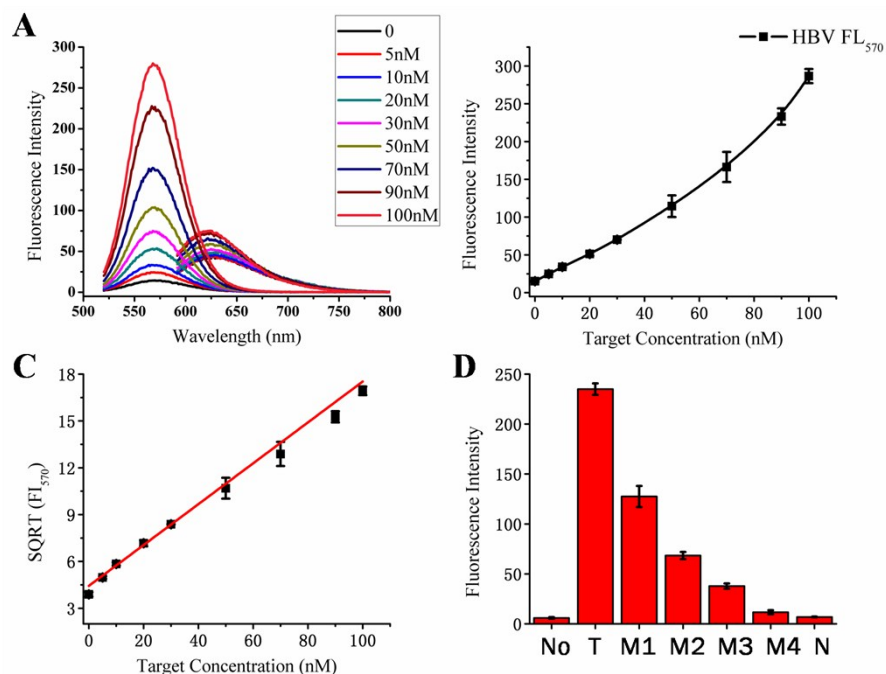 A
Fluorescence Intensity
300
250
200
150
100
50
0
500
550
600
650
700
750
800
Wavelength (nm)
0
5nM
10nM
20nM
30nM
50nM
70nM
90nM
100nM
HBV FL570
Fluorescence Intensity
300
250
200
150
100
50
0
0
20
40
60
80
100
Target Concentration (nM)
C
SQRT (FI570)
18
15
12
9
6
3
0
20
40
60
80
100
Target Concentration (nM)
D
Fluorescence Intensity
250
200
150
100
50
0
No T M1 M2 M3 M4 N